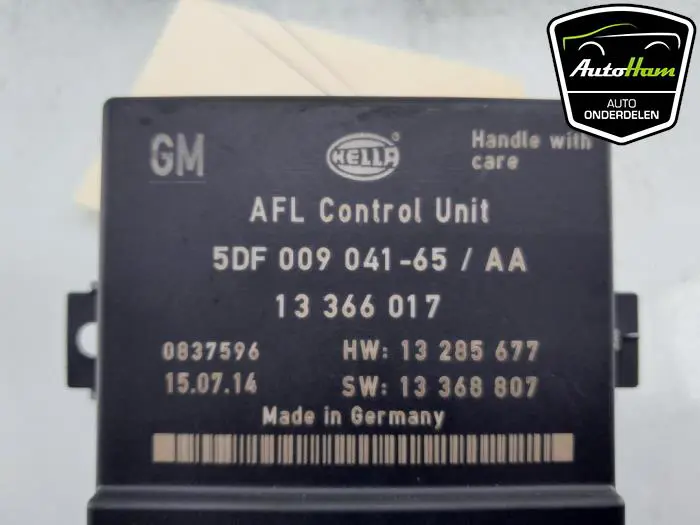 AutoHam
AUTO
ONDERDELEN
GM
HELLA
®
Handle with
care
AFL Control Unit
5DF 009 041-65 / AA
13 366 017
0837596
HW: 13 285 677
15.07.14
SW: 13 368 807
Made in Germany